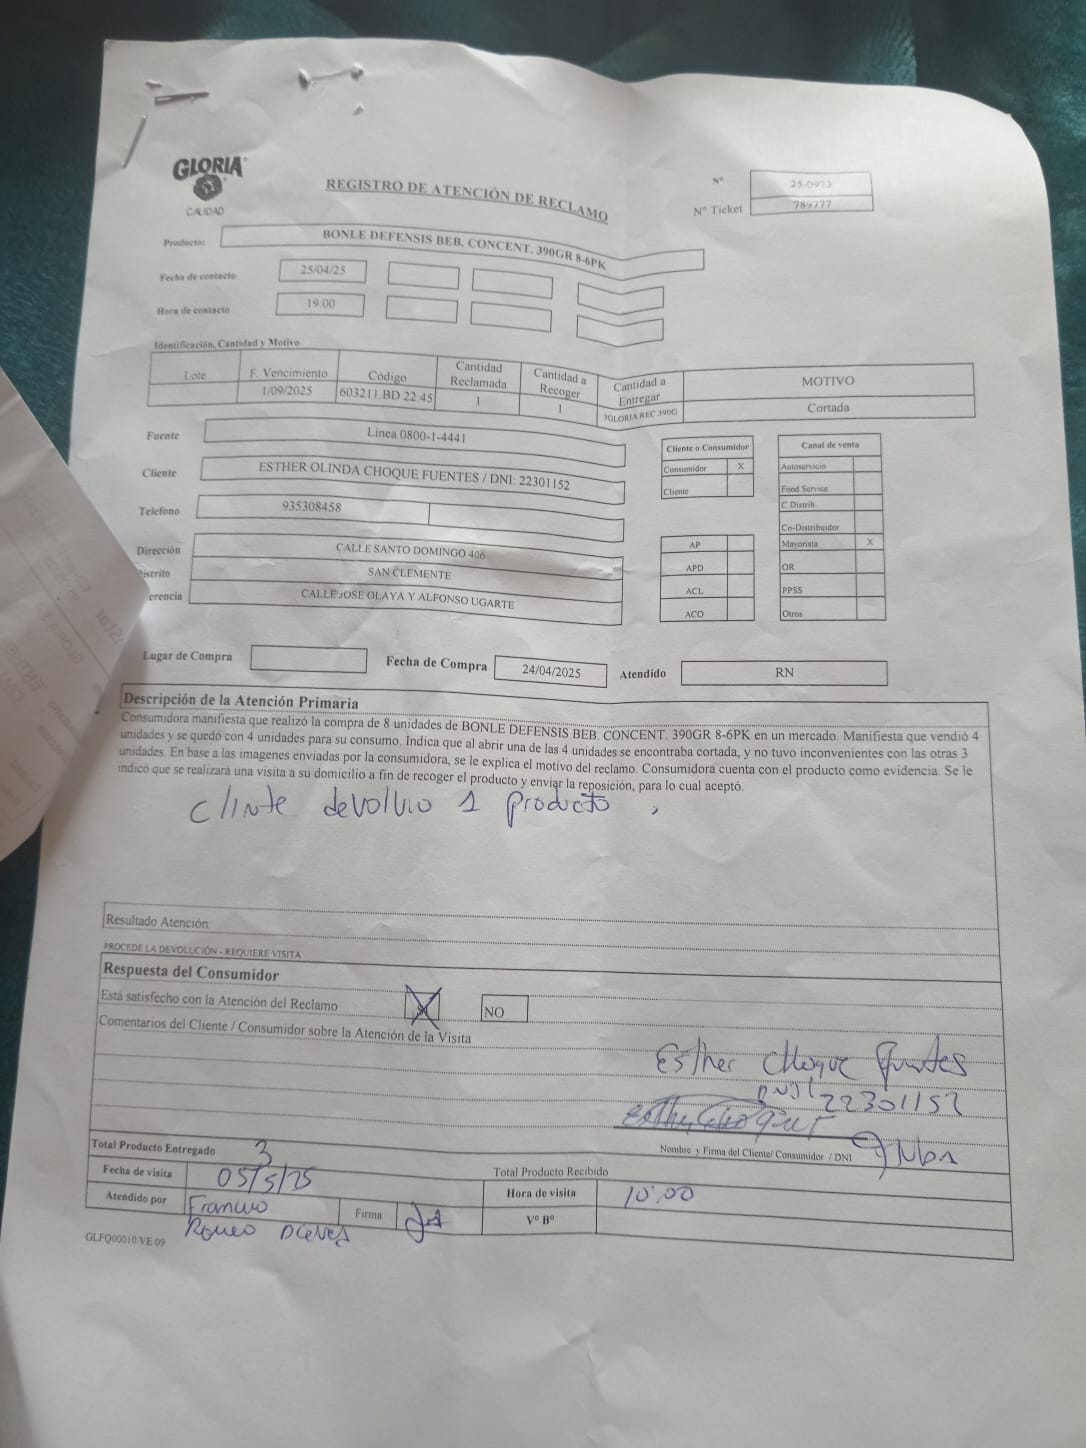 GLORIA
CALIDAD
REGISTRO DE ATENCIÓN DE RECLAMO
Nº 25-0973
Nº Ticket 789777
Producto: BONLE DEFENSIS BEB. CONCENT. 390GR 8-6PK
Fecha de contacto 25/04/25
Hora de contacto 19:00
Identificación, Cantidad y Motivo
Lote F. Vencimiento Código Cantidad Reclamada Cantidad a Recoger Cantidad a Entregar MOTIVO
1/09/2025 603211 BD 22:45 1 1 3GLORIA REC 390G Cortada
Fuente Línea 0800-1-4441
Cliente ESTHER OLINDA CHOQUE FUENTES / DNI: 22301152
Telefono 935308458
Dirección CALLE SANTO DOMINGO 406
istrito SAN CLEMENTE
erencia CALLE JOSE OLAYA Y ALFONSO UGARTE
Cliente o Consumidor
Consumidor X
Cliente
AP
APD
ACL
ACO
Canal de venta
Autoservicio
Food Service
C.Distrib.
Co-Distribuidor
Mayorista X
OR
PPSS
Otros
Lugar de Compra Fecha de Compra 24/04/2025 Atendido RN
Descripción de la Atención Primaria
Consumidora manifiesta que realizó la compra de 8 unidades de BONLE DEFENSIS BEB. CONCENT. 390GR 8-6PK en un mercado. Manifiesta que vendió 4
unidades y se quedó con 4 unidades para su consumo. Indica que al abrir una de las 4 unidades se encontraba cortada, y no tuvo inconvenientes con las otras 3
unidades. En base a las imagenes enviadas por la consumidora, se le explica el motivo del reclamo. Consumidora cuenta con el producto como evidencia. Se le
indicó que se realizará una visita a su domicilio a fin de recoger el producto y enviar la reposición, para lo cual aceptó.
clinte devolvio 1 producto
Resultado Atención:
PROCEDE LA DEVOLUCIÓN - REQUIERE VISITA
Respuesta del Consumidor
Está satisfecho con la Atención del Reclamo NO
Comentarios del Cliente / Consumidor sobre la Atención de la Visita
Esther Choque
22301152
Nombre y Firma del Cliente/ Consumidor / DNI
Total Producto Entregado 3
Total Producto Recibido
Fecha de visita 05/5/25 Hora de visita 10:00
Atendido por Firma Vº Bº
GLFQ00010 VE 09